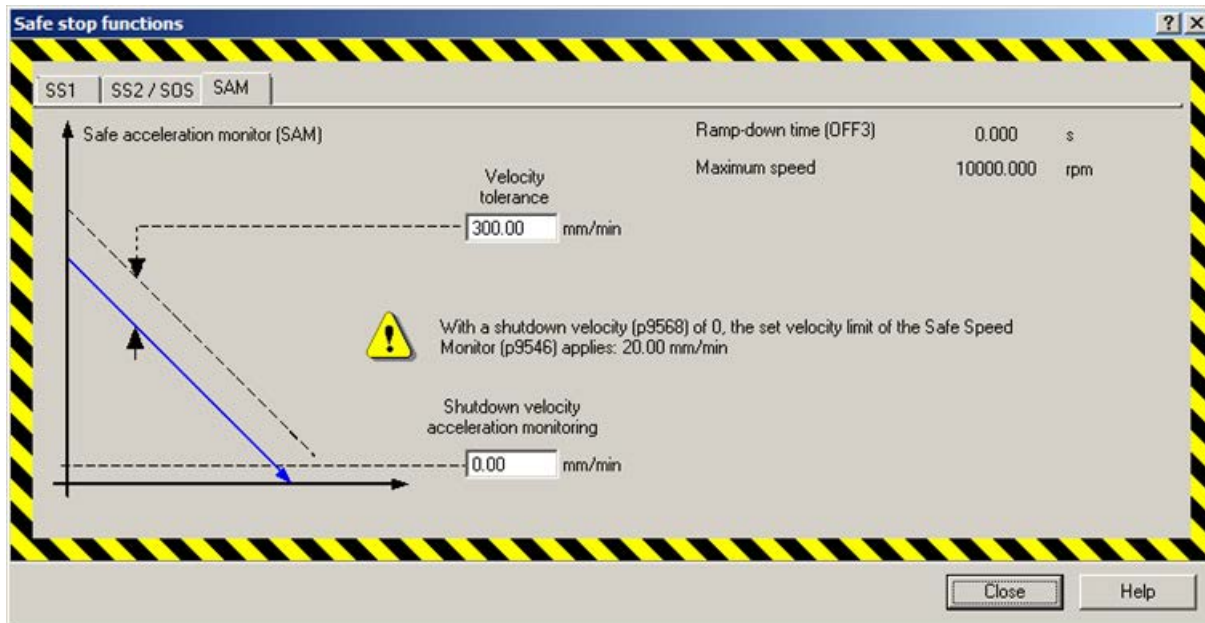 Safe stop functions
SS1
SS2 / SOS
SAM
Safe acceleration monitor (SAM)
Ramp-down time (OFF3) 0.000 s
Maximum speed 10000.000 rpm
Velocity
tolerance
300.00 mm/min
With a shutdown velocity (p9568) of 0, the set velocity limit of the Safe Speed
Monitor (p9546) applies: 20.00 mm/min
Shutdown velocity
acceleration monitoring
0.00 mm/min
Close
Help